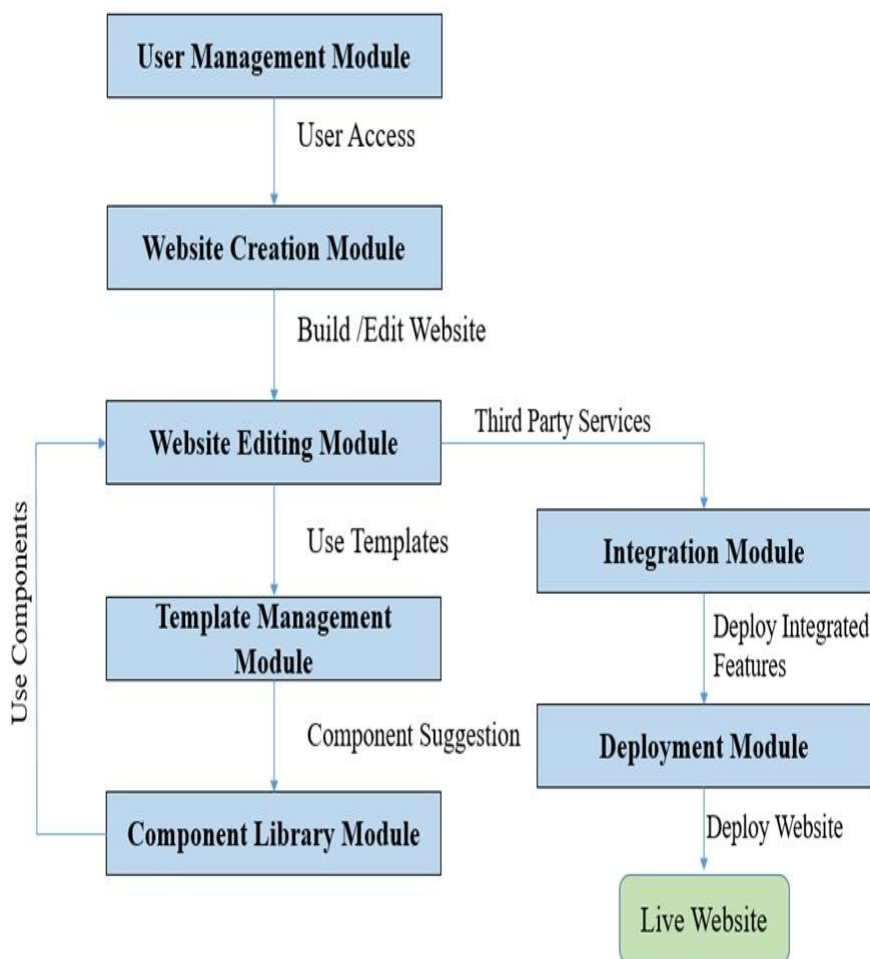 User Management Module
User Access
Website Creation Module
Build /Edit Website
Website Editing Module
Third Party Services
Use Components
Use Templates
Integration Module
Template Management
Module
Deploy Integrated
Features
Component Suggestion
Deployment Module
Component Library Module
Deploy Website
Live Website